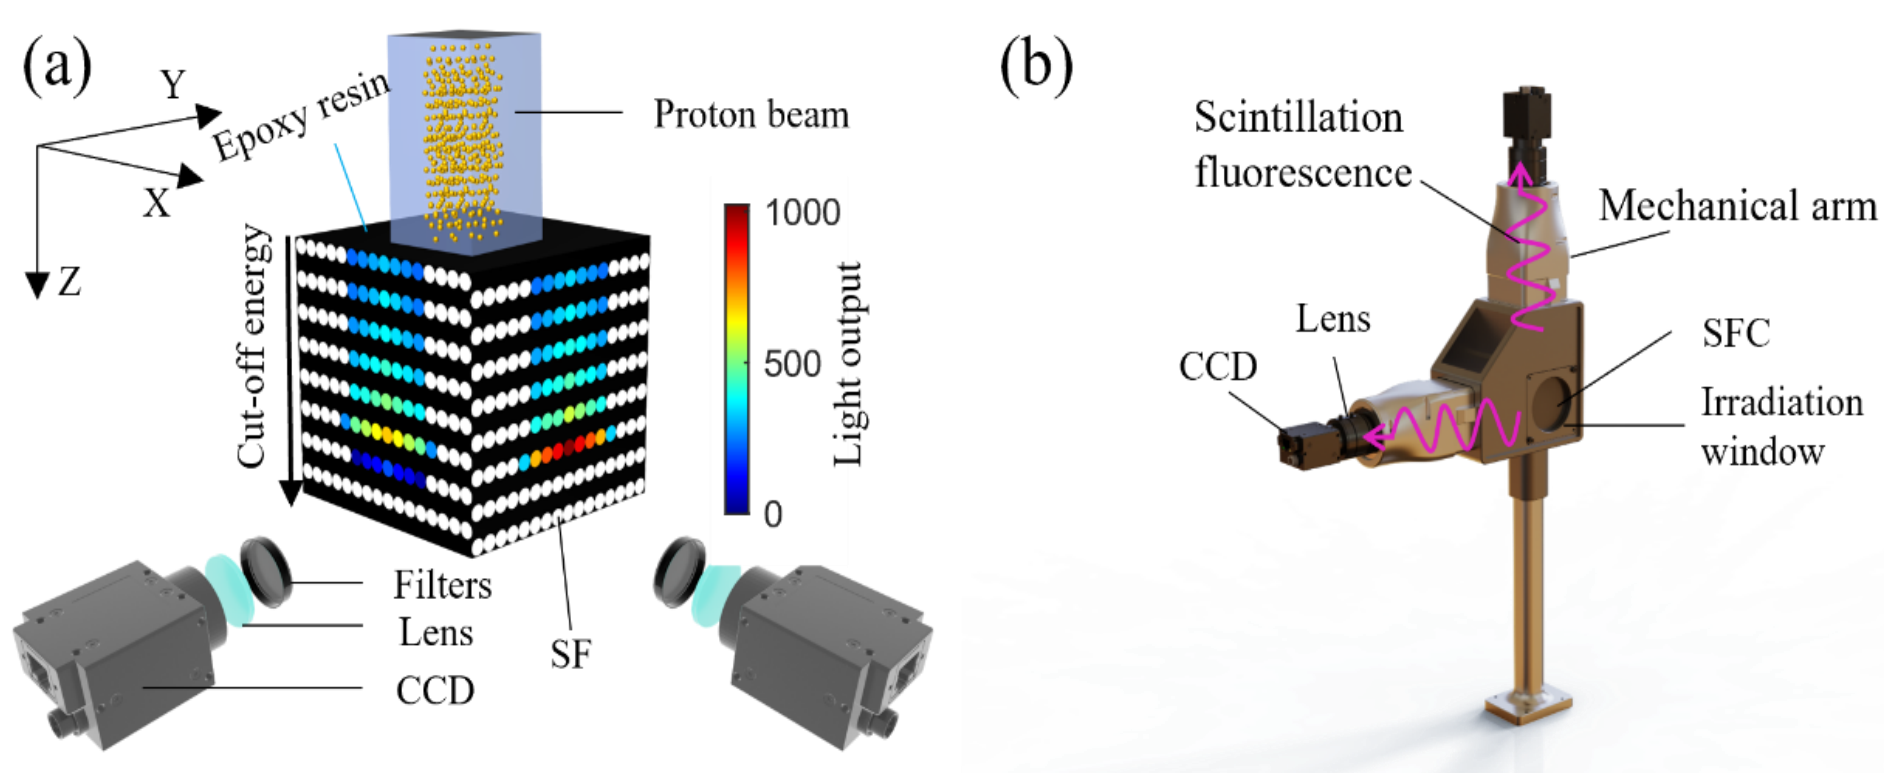 (a)
Y
X
Z
Epoxy resin
Proton beam
Cut-off energy
1000
500
0
Light output
Filters
Lens
CCD
SF
(b)
Scintillation
fluorescence
Mechanical arm
Lens
CCD
SFC
Irradiation
window